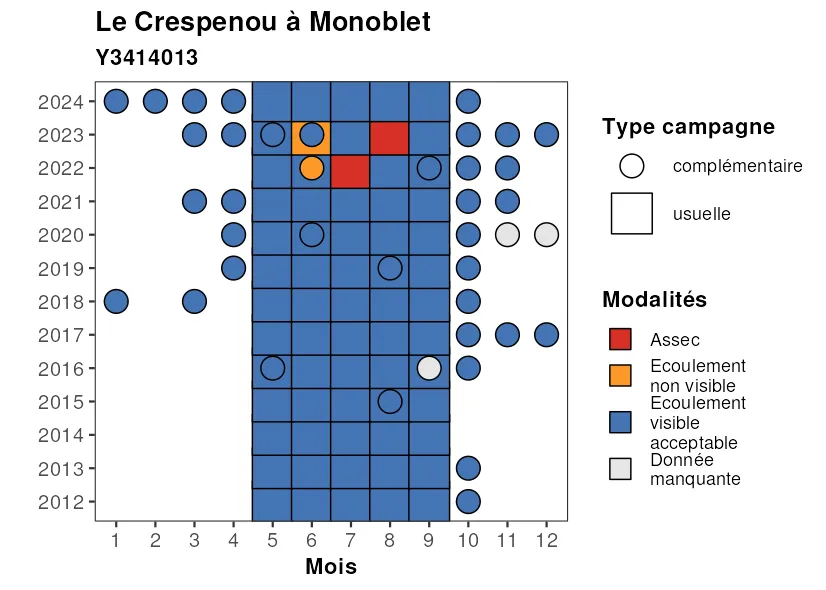 Le Crespenou à Monoblet
Y3414013
2024
2023
2022
2021
2020
2019
2018
2017
2016
2015
2014
2013
2012
1 2 3 4 5 6 7 8 9 10 11 12
Mois
Type campagne
complémentaire
usuelle
Modalités
Assec
Ecoulement
non visible
Ecoulement
visible
acceptable
Donnée
manquante